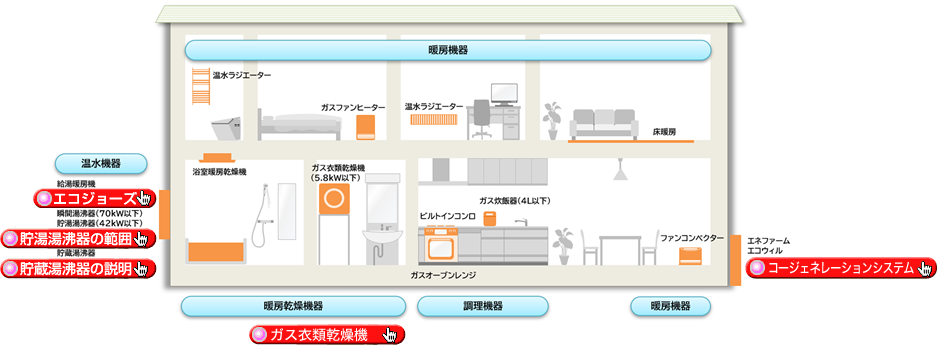 暖房機器
温水ラジエーター
ガスファンヒーター
温水ラジエーター
床暖房
温水機器
給湯暖房機
エコジョーズ
瞬間湯沸器(70kW以下)
貯湯湯沸器(42kW以下)
貯湯湯沸器の範囲
貯蔵湯沸器
貯蔵湯沸器の説明
浴室暖房乾燥機
ガス衣類乾燥機
(5.8kW以下)
ガス炊飯器(4L以下)
ビルトインコンロ
ファンコンベクター
ガスオーブンレンジ
エネファーム
エコウィル
コージェネレーションシステム
暖房乾燥機器
調理機器
暖房機器
ガス衣類乾燥機